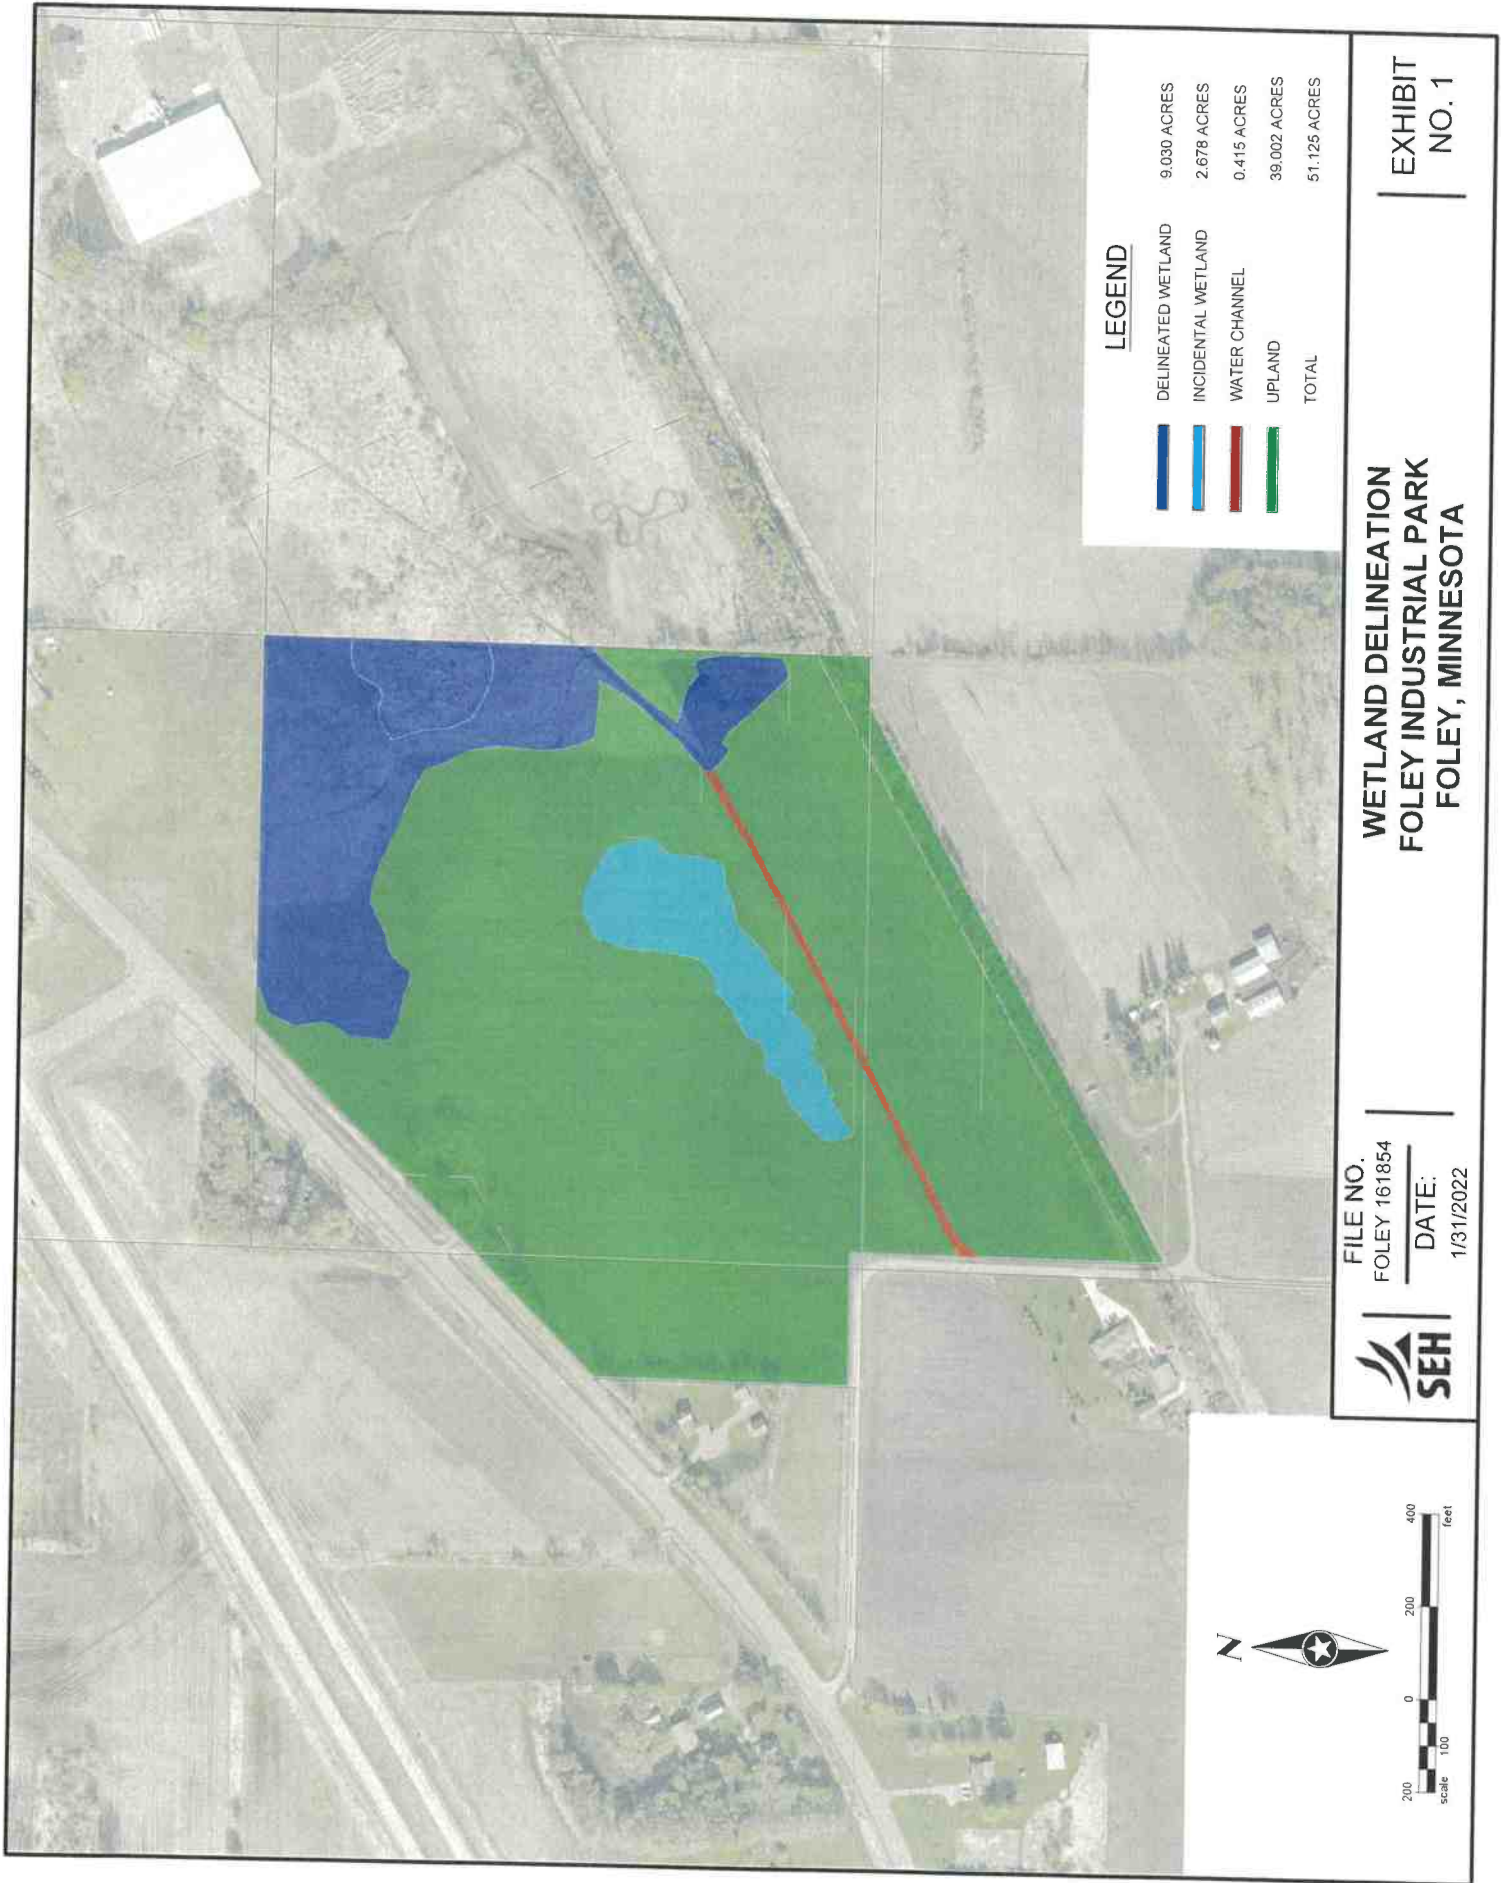 LEGEND
DELINEATED WETLAND 9.030 ACRES
INCIDENTAL WETLAND 2.678 ACRES
WATER CHANNEL 0.415 ACRES
UPLAND 39.002 ACRES
TOTAL 51.125 ACRES
N
200 0 200 400
scale 100 feet
SEH
FILE NO.
FOLEY 161854
DATE:
1/31/2022
WETLAND DELINEATION
FOLEY INDUSTRIAL PARK
FOLEY, MINNESOTA
EXHIBIT
NO. 1